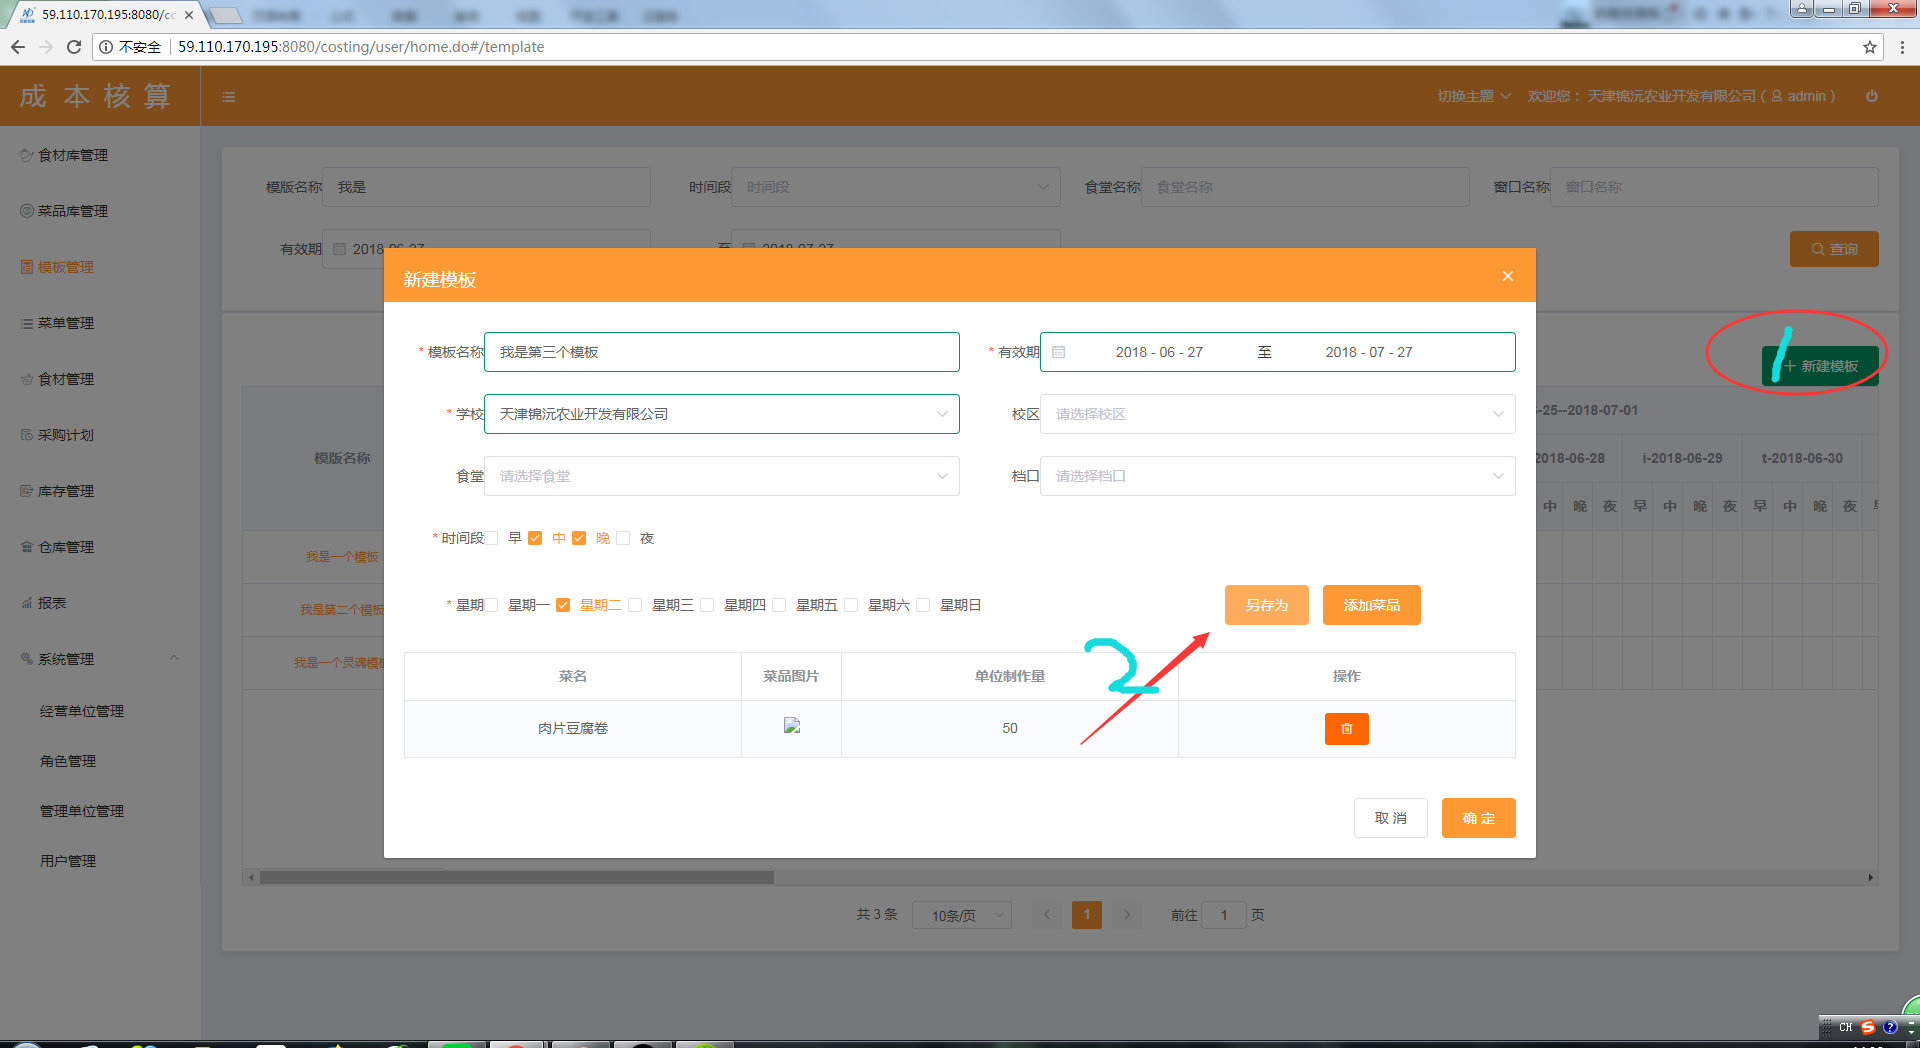 59.110.170.195:8080/cc
不安全 59.110.170.195:8080/costing/user/home.do#/template
成本核算
切换主题 欢迎您： 天津锦沅农业开发有限公司 ( admin )
食材库管理
菜品库管理
模板管理
菜单管理
食材管理
采购计划
库存管理
仓库管理
报表
系统管理
经营单位管理
角色管理
管理单位管理
用户管理
模版名称 我是 时间段 时间段 食堂名称 食堂名称 窗口名称 窗口名称
有效期 2018-06-27 至 2018-07-27
查询
1
新建模板
-25--2018-07-01
模版名称 2018-06-28 i-2018-06-29 t-2018-06-30
中 晚 夜 早 中 晚 夜 早 中 晚 夜
我是一个模板
我是第二个模板
我是一个灵魂模板
新建模板
* 模板名称 我是第三个模板 * 有效期 2018 - 06 - 27 至 2018 - 07 - 27
* 学校 天津锦沅农业开发有限公司 校区 请选择校区
食堂 请选择食堂 档口 请选择档口
* 时间段 早 中 晚 夜
* 星期 星期一 星期二 星期三 星期四 星期五 星期六 星期日 另存为 添加菜品
2
菜名 菜品图片 单位制作量 操作
肉片豆腐卷 50
取 消 确 定
共 3 条 10条/页 1 前往 1 页
CH